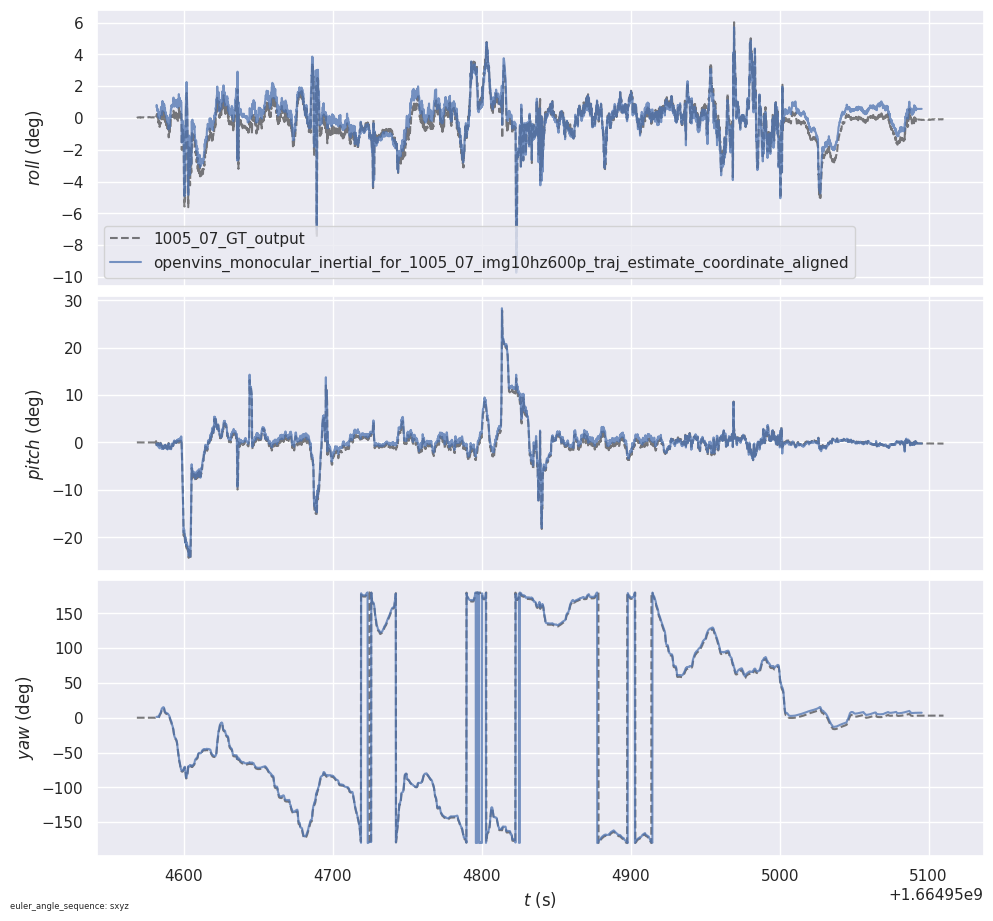 6
4
2
0
−2
−4
−6
−8
−10
roll (deg)
1005_07_GT_output
openvins_monocular_inertial_for_1005_07_img10hz600p_traj_estimate_coordinate_aligned
30
20
10
0
−10
−20
pitch (deg)
150
100
50
0
−50
−100
−150
yaw (deg)
4600 4700 4800 4900 5000 5100
t (s)
+1.66495e9
euler_angle_sequence: sxyz